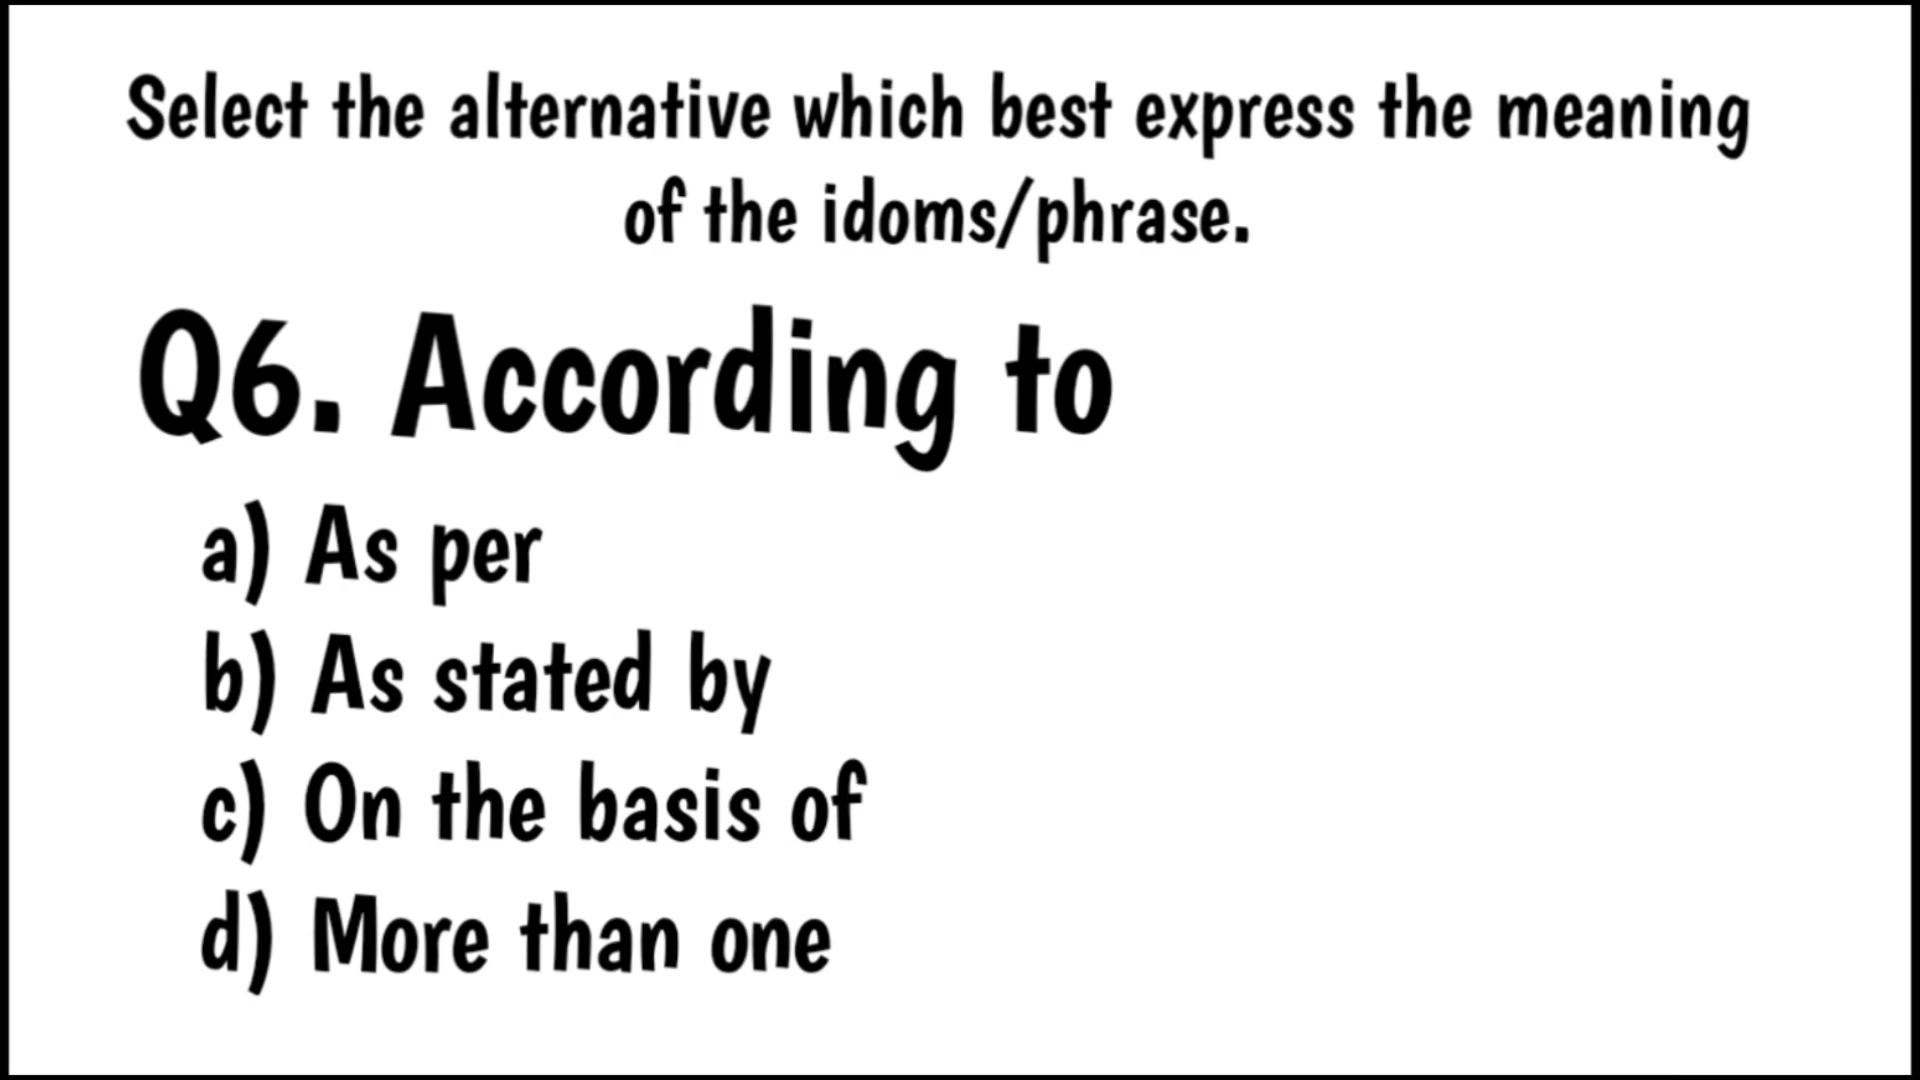 Select the alternative which best express the meaning
of the idoms/phrase.
Q6. According to
a) As per
b) As stated by
c) On the basis of
d) More than one